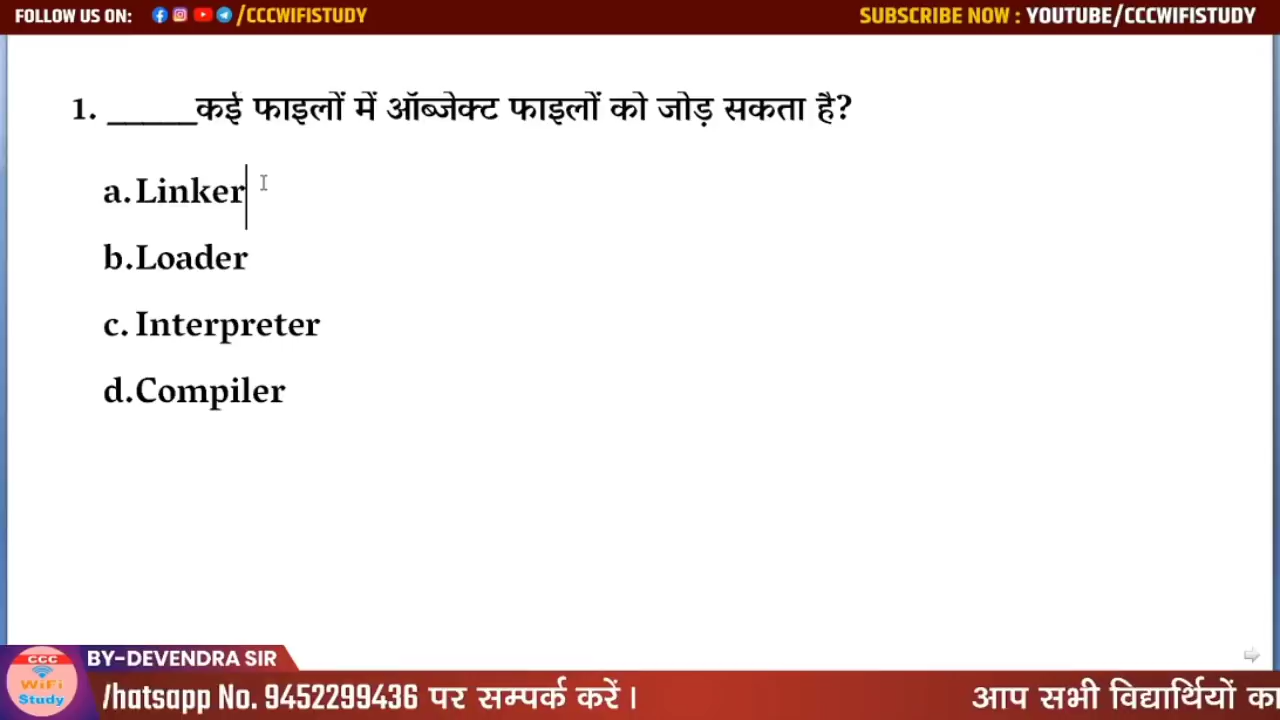 FOLLOW US ON: /CCCWIFISTUDY
SUBSCRIBE NOW : YOUTUBE/CCCWIFISTUDY
1. _____कई फाइलों में ऑब्जेक्ट फाइलों को जोड़ सकता है?
a. Linker
b. Loader
c. Interpreter
d. Compiler
CCC
WiFi
Study
BY-DEVENDRA SIR
/hatsapp No. 9452299436 पर सम्पर्क करें ।
आप सभी विद्यार्थियों का